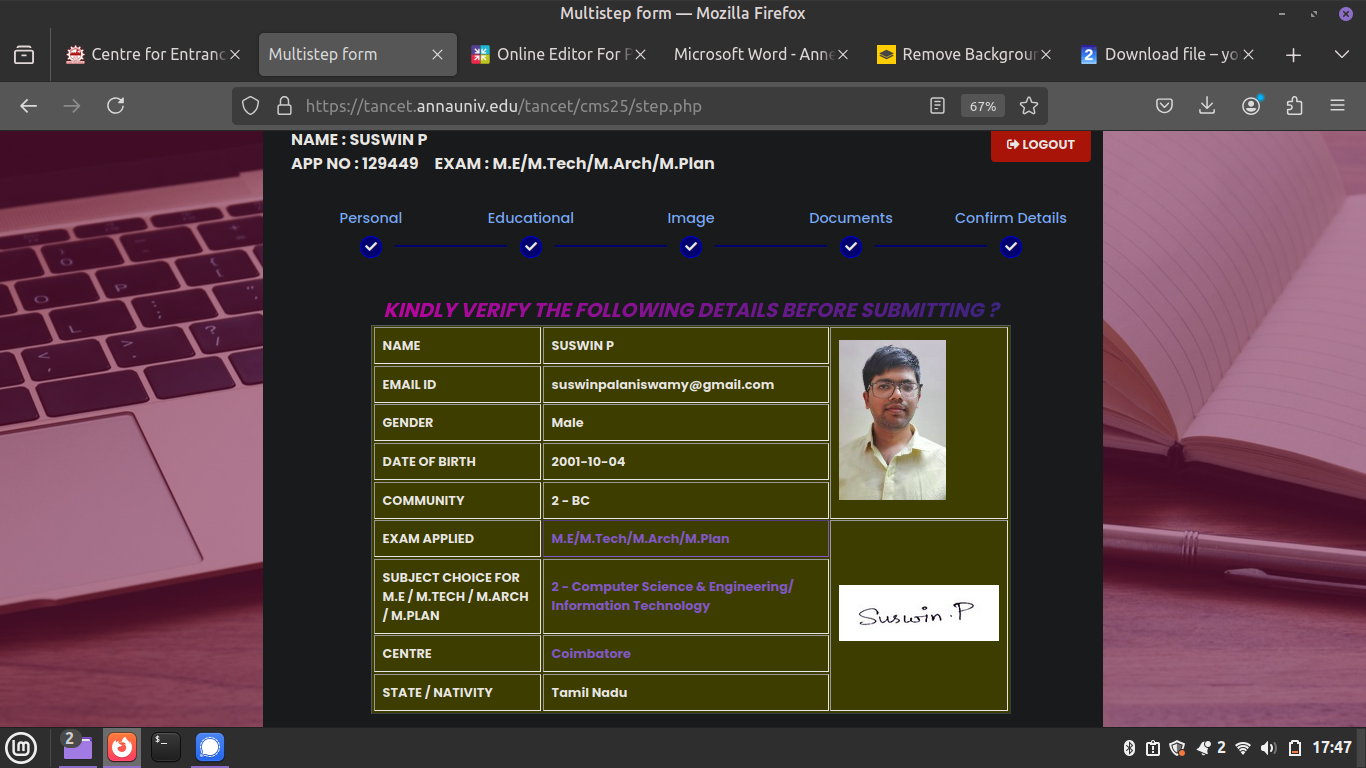 Multistep form — Mozilla Firefox
Centre for Entranc
Multistep form
Online Editor For P
Microsoft Word - Anne
Remove Backgroun
Download file – yo
https://tancet.annauniv.edu/tancet/cms25/step.php
67%
NAME : SUSWIN P
APP NO : 129449 EXAM : M.E/M.Tech/M.Arch/M.Plan
LOGOUT
Personal Educational Image Documents Confirm Details
KINDLY VERIFY THE FOLLOWING DETAILS BEFORE SUBMITTING ?
NAME SUSWIN P
EMAIL ID suswinpalaniswamy@gmail.com
GENDER Male
DATE OF BIRTH 2001-10-04
COMMUNITY 2 - BC
EXAM APPLIED M.E/M.Tech/M.Arch/M.Plan
SUBJECT CHOICE FOR
M.E / M.TECH / M.ARCH
/ M.PLAN
2 - Computer Science & Engineering/
Information Technology
Suswin.P
CENTRE Coimbatore
STATE / NATIVITY Tamil Nadu
2
2
17:47